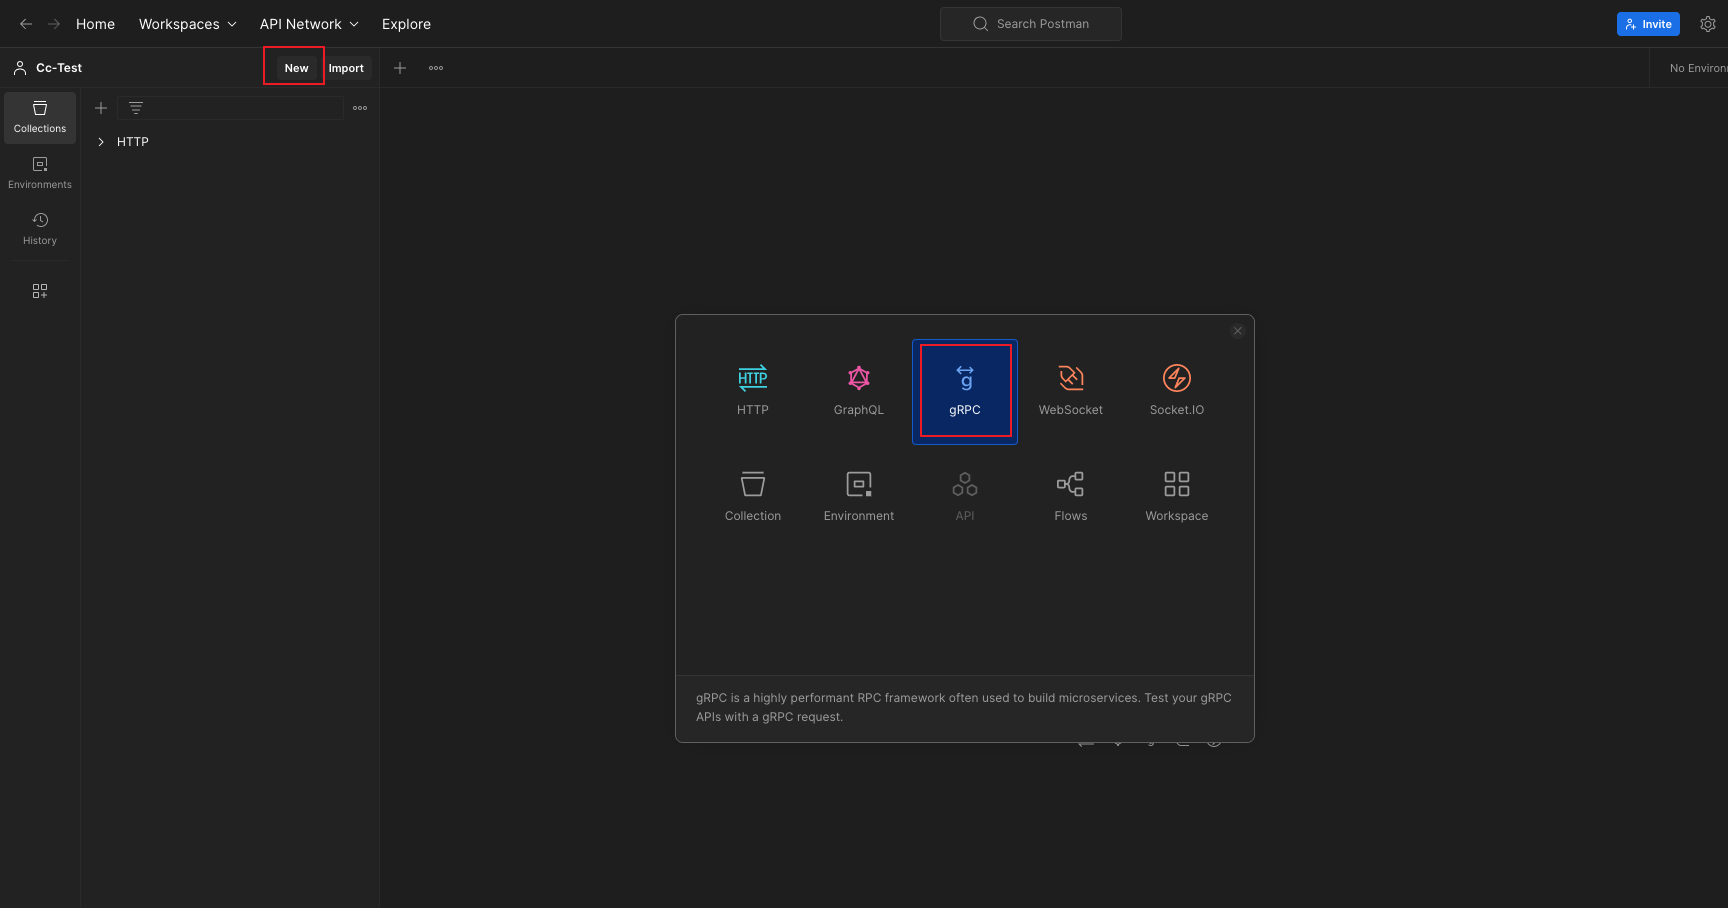 Home Workspaces API Network Explore Search Postman Invite
Cc-Test New Import No Environ
Collections
HTTP
Environments
History
HTTP GraphQL gRPC WebSocket Socket.IO
Collection Environment API Flows Workspace
gRPC is a highly performant RPC framework often used to build microservices. Test your gRPC
APIs with a gRPC request.